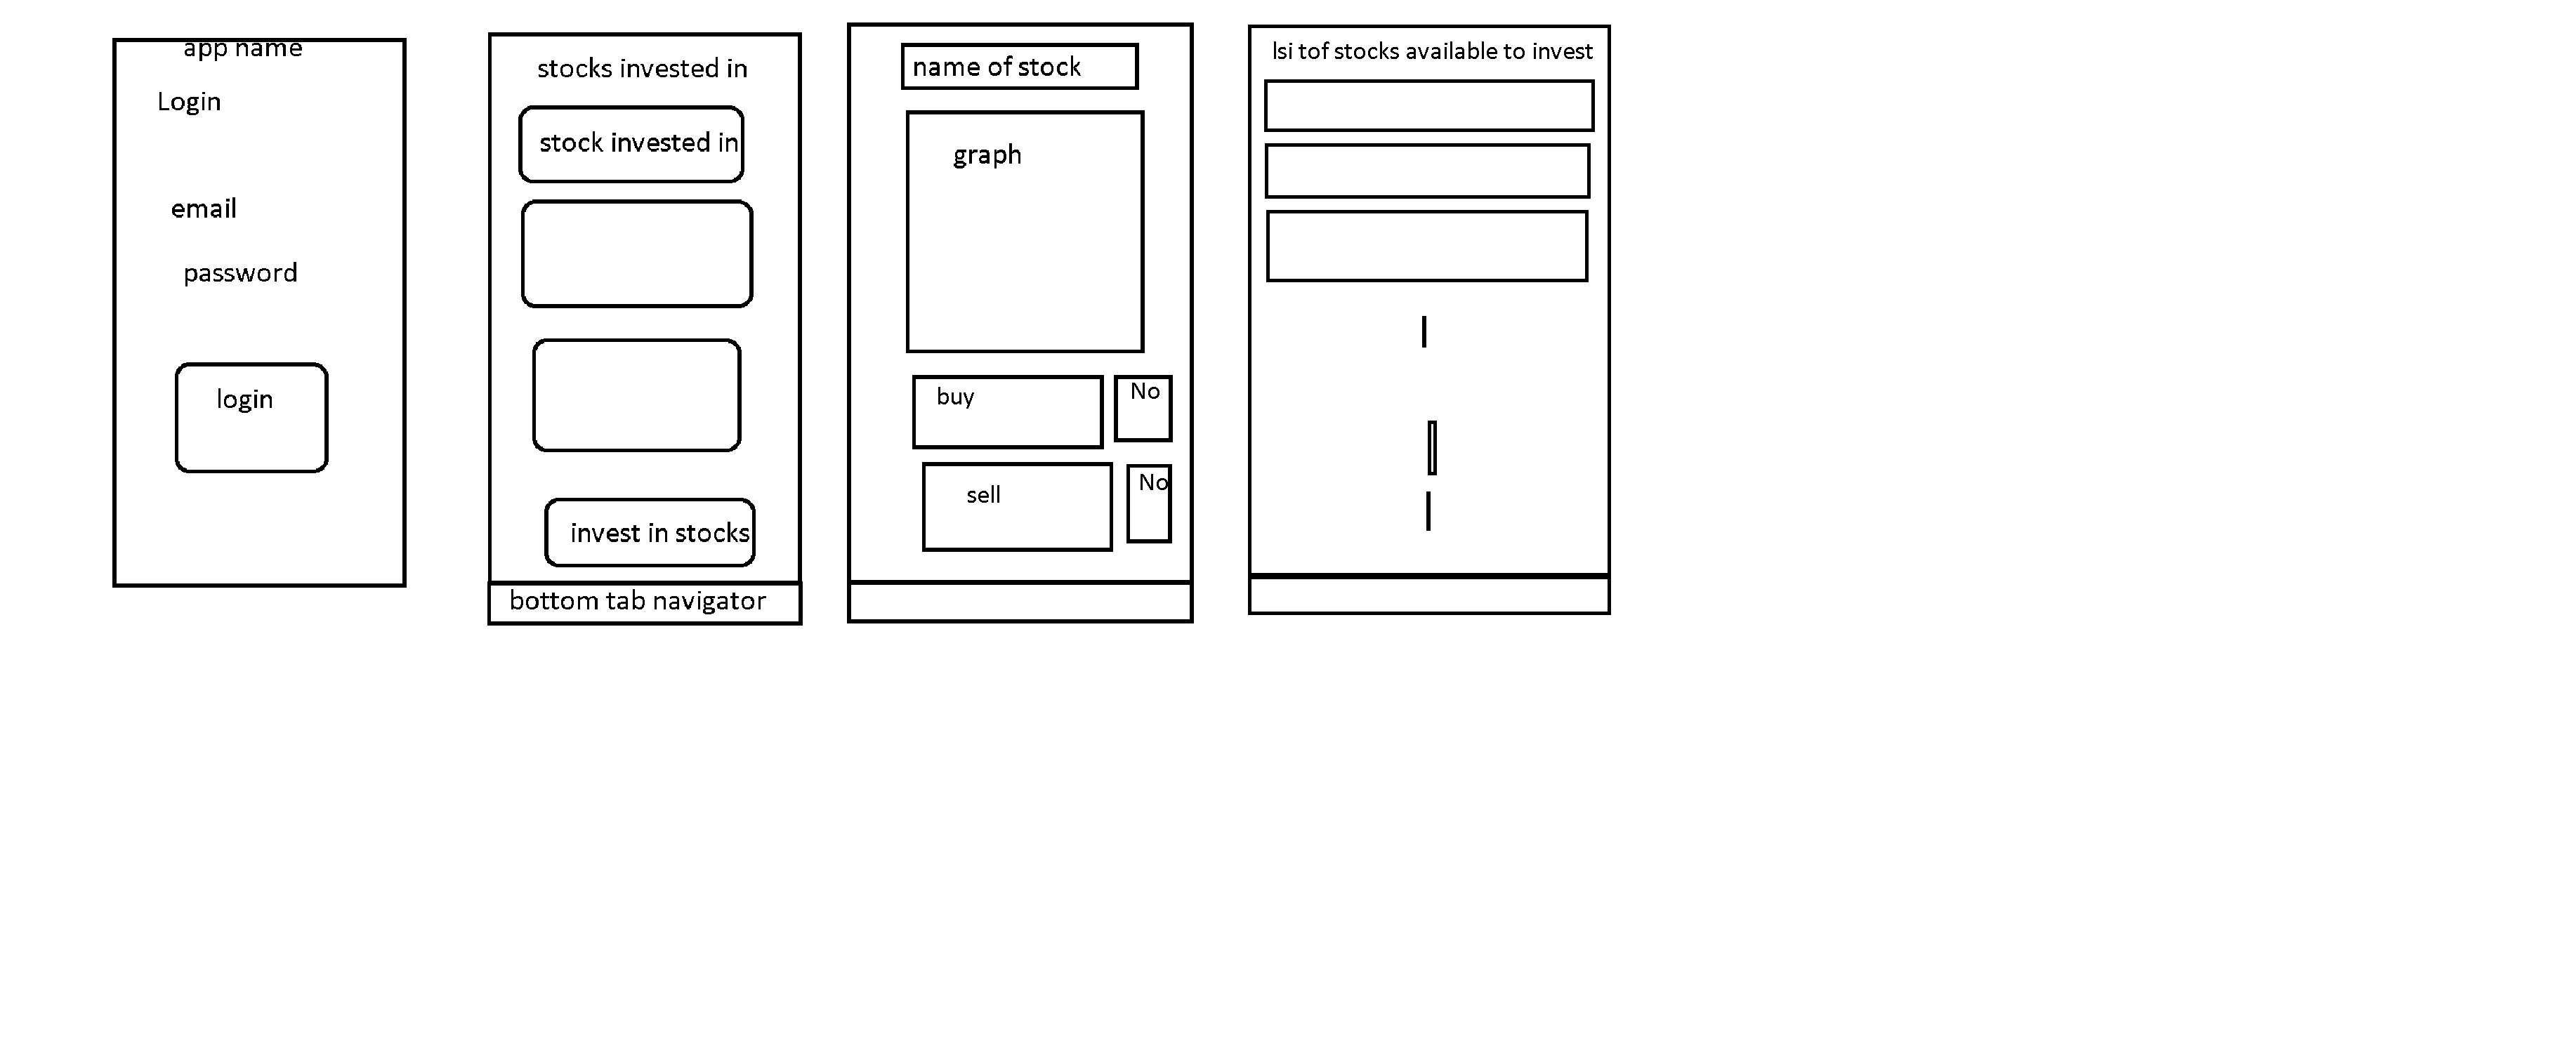 app name
Login
email
password
login
stocks invested in
stock invested in
invest in stocks
bottom tab navigator
name of stock
graph
buy
No
sell
No
lsi tof stocks available to invest